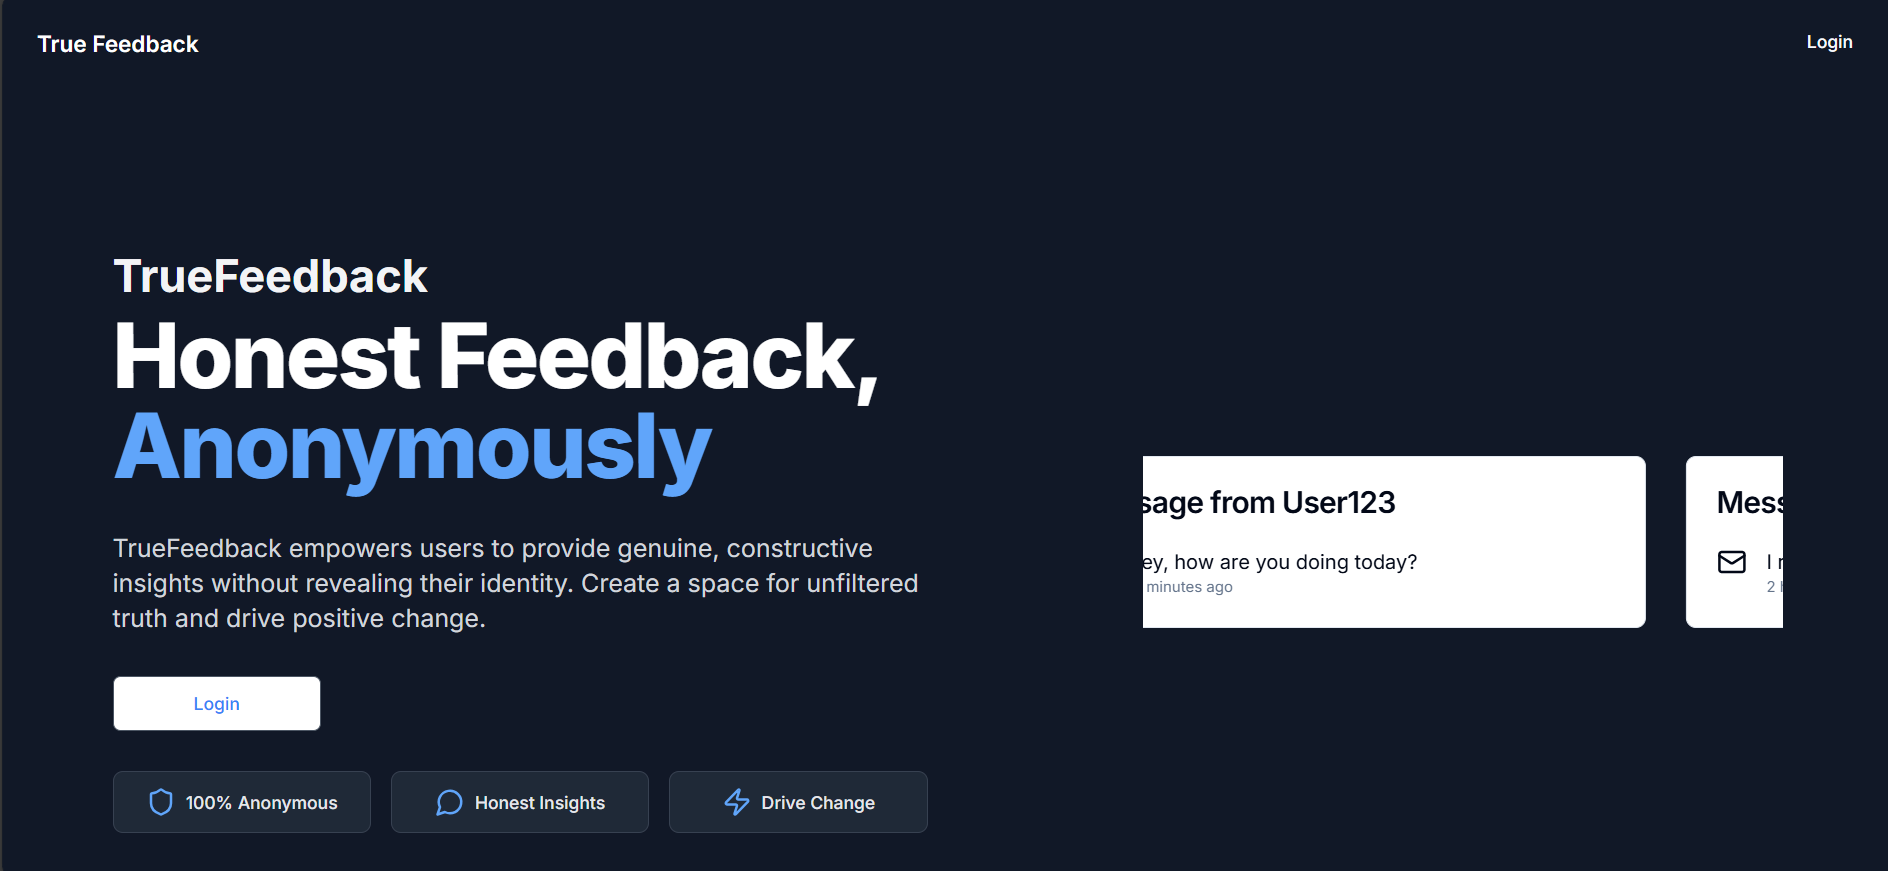 True Feedback
Login
TrueFeedback
Honest Feedback,
Anonymously
TrueFeedback empowers users to provide genuine, constructive
insights without revealing their identity. Create a space for unfiltered
truth and drive positive change.
Login
100% Anonymous
Honest Insights
Drive Change
sage from User123
ey, how are you doing today?
minutes ago
Mess
I
2